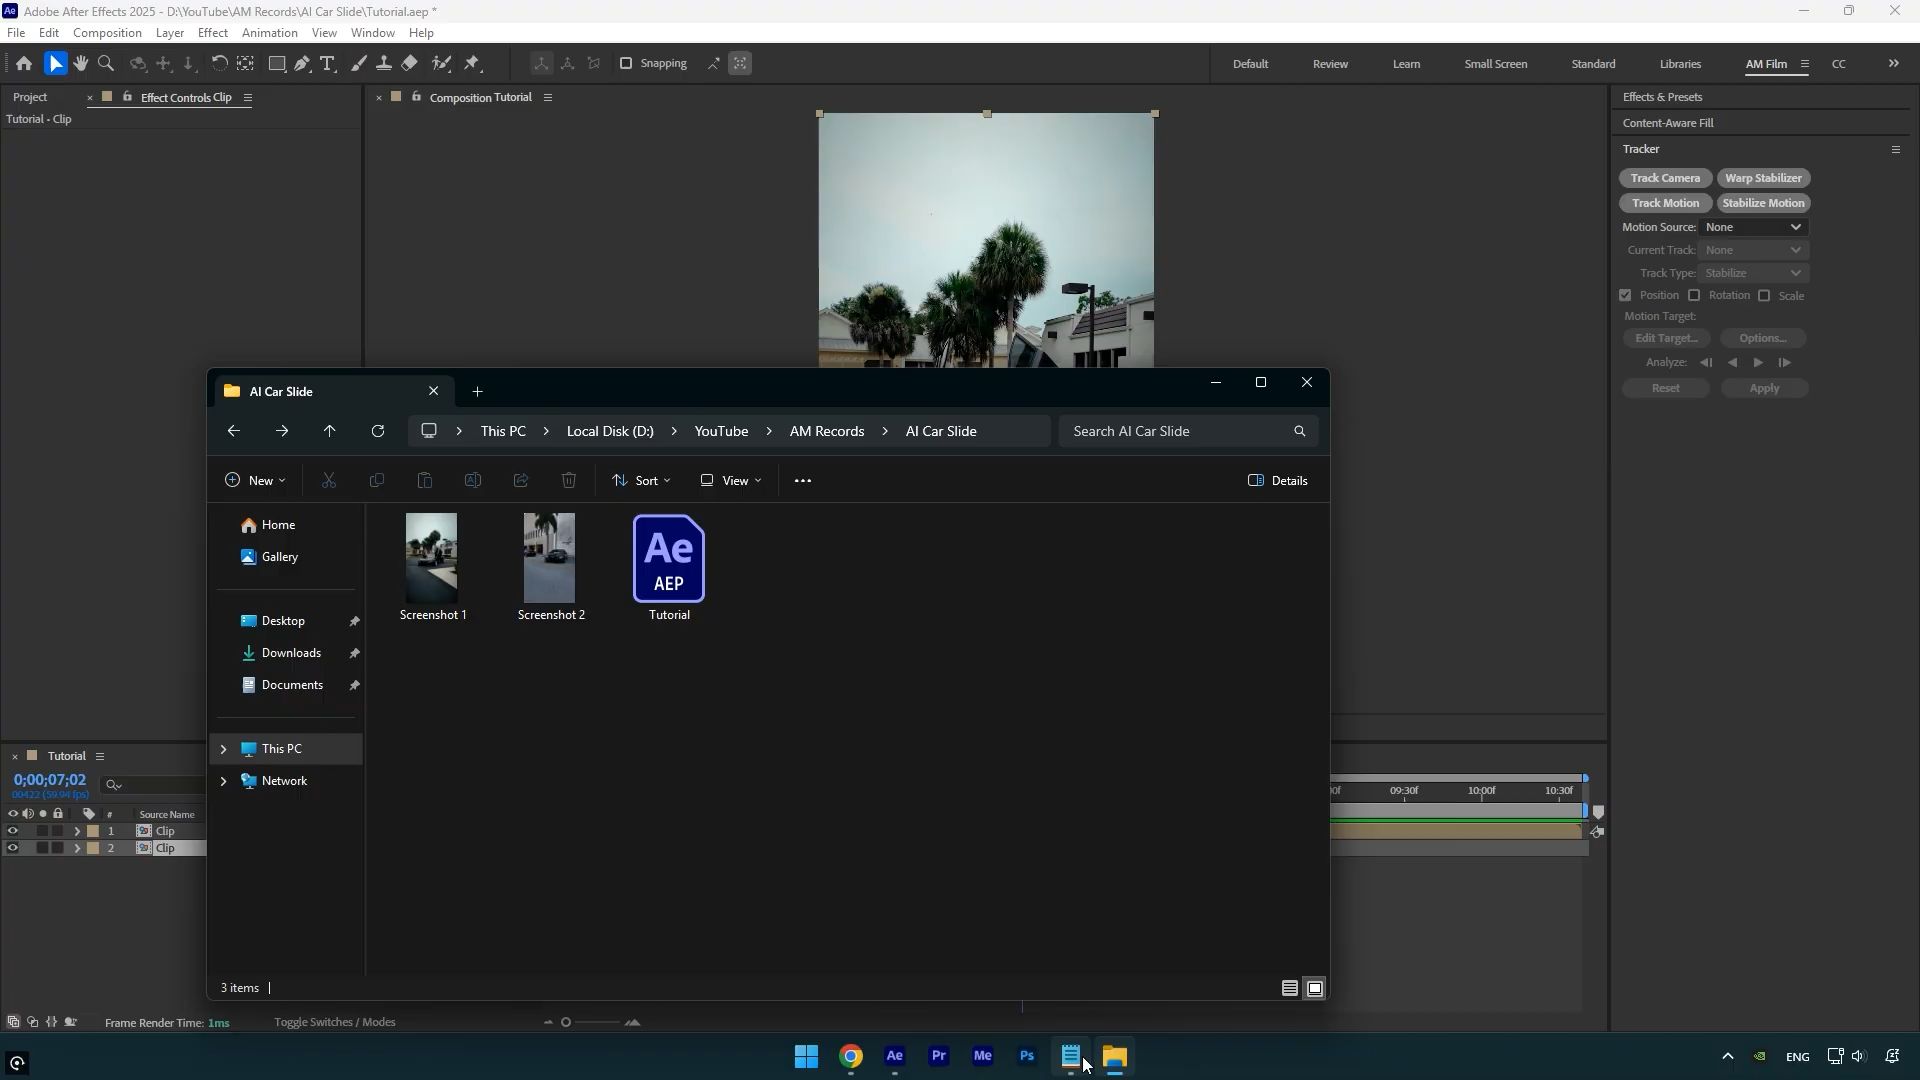 Ae Adobe After Effects 2025 - D:\YouTube\AM Records\AI Car Slide\Tutorial.aep *
File Edit Composition Layer Effect Animation View Window Help
Snapping
Default Review Learn Small Screen Standard Libraries AM Film CC
Project Effect Controls Clip
Composition Tutorial
Effects & Presets
Tutorial • Clip
Content-Aware Fill
Tracker
Track Camera Warp Stabilizer
Track Motion Stabilize Motion
Motion Source: None
Current Track: None
Track Type: Stabilize
Position Rotation Scale
Motion Target:
Edit Target... Options...
Analyze:
Reset Apply
AI Car Slide
This PC > Local Disk (D:) > YouTube > AM Records > AI Car Slide
Search AI Car Slide
New Sort View Details
Home
Gallery
Desktop
Downloads
Documents
This PC
Network
Ae
AEP
Screenshot 1 Screenshot 2 Tutorial
3 items
Tutorial
0;00;07;02
00422 (59.94 fps)
# Source Name
1 Clip
2 Clip
09:30f 10:00f 10:30f
Frame Render Time: 1ms Toggle Switches / Modes
Ae Pr Me Ps
ENG